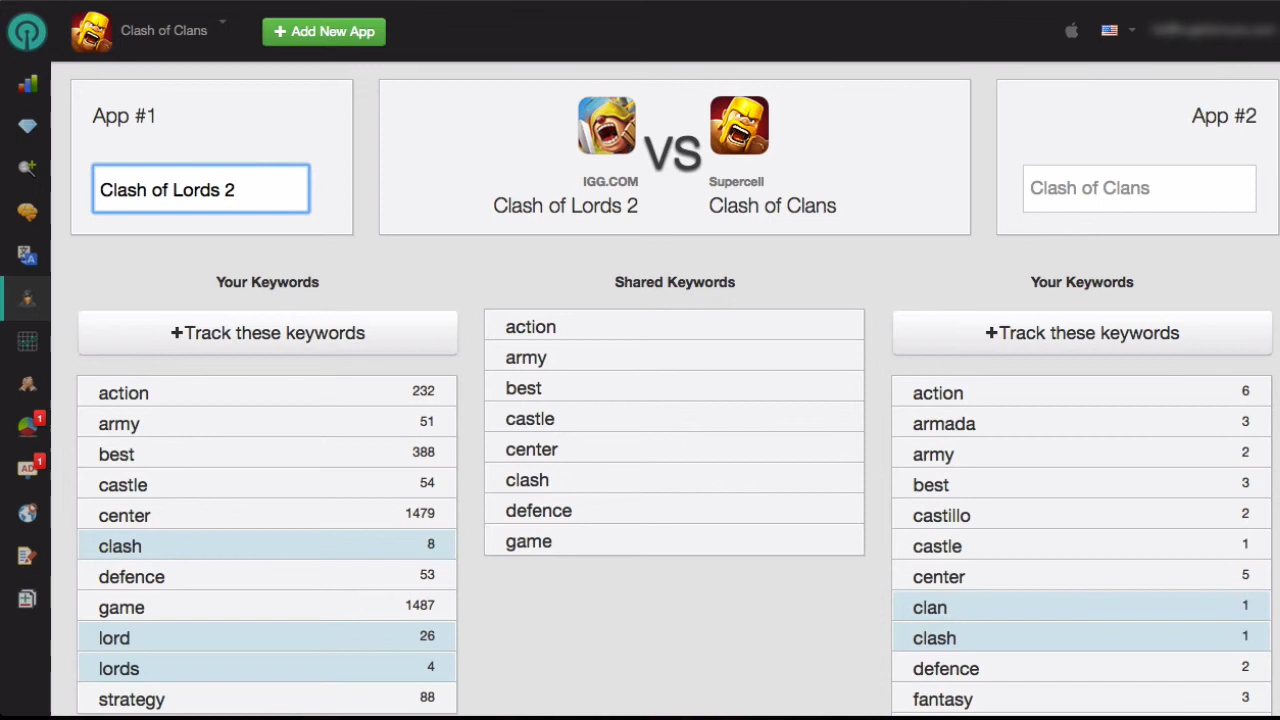 Clash of Clans
+ Add New App
App #1
Clash of Lords 2
VS
IGG.COM
Clash of Lords 2
Supercell
Clash of Clans
App #2
Clash of Clans
Your Keywords
+Track these keywords
action 232
army 51
best 388
castle 54
center 1479
clash 8
defence 53
game 1487
lord 26
lords 4
strategy 88
Shared Keywords
action
army
best
castle
center
clash
defence
game
Your Keywords
+Track these keywords
action 6
armada 3
army 2
best 3
castillo 2
castle 1
center 5
clan 1
clash 1
defence 2
fantasy 3
A
1
AD
1